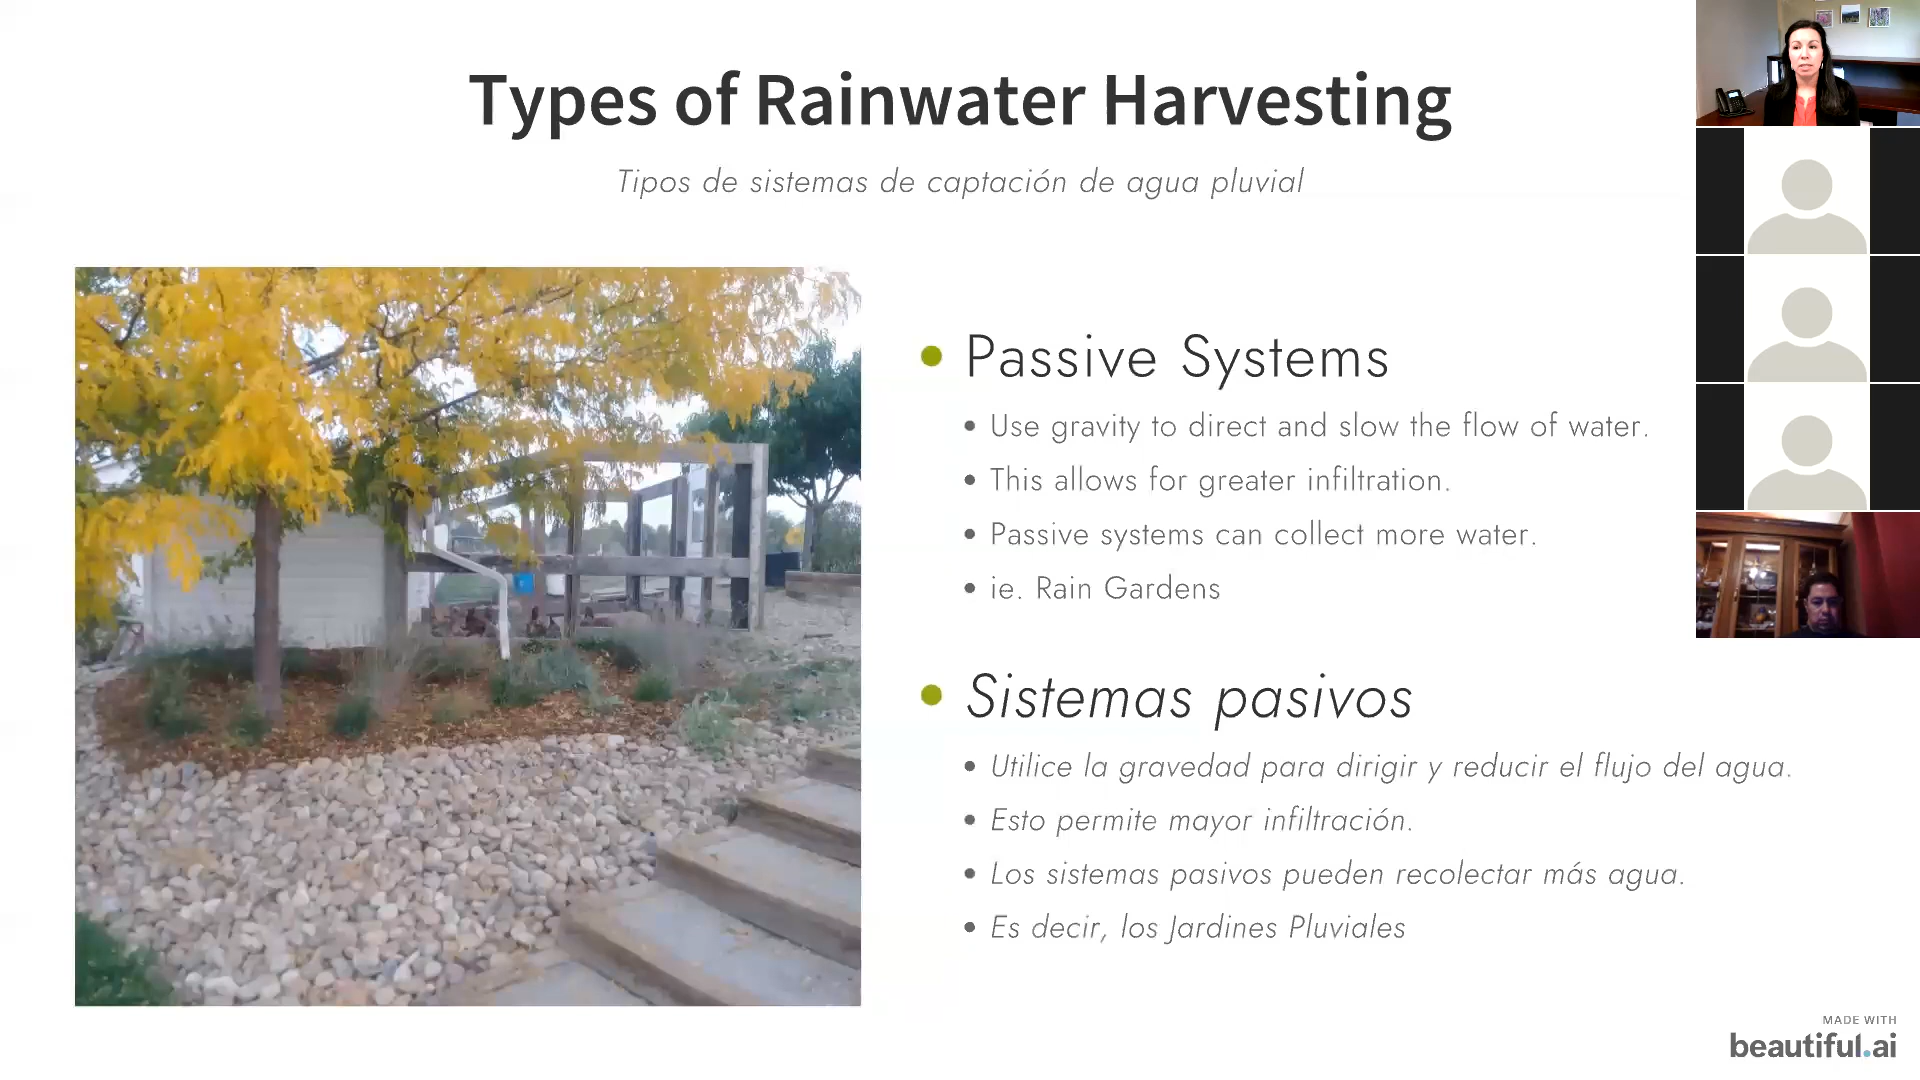 Types of Rainwater Harvesting
Tipos de sistemas de captación de agua pluvial
Passive Systems
Use gravity to direct and slow the flow of water.
This allows for greater infiltration.
Passive systems can collect more water.
ie. Rain Gardens
Sistemas pasivos
Utilice la gravedad para dirigir y reducir el flujo del agua.
Esto permite mayor infiltración.
Los sistemas pasivos pueden recolectar más agua.
Es decir, los Jardines Pluviales
MADE WITH
beautiful.ai